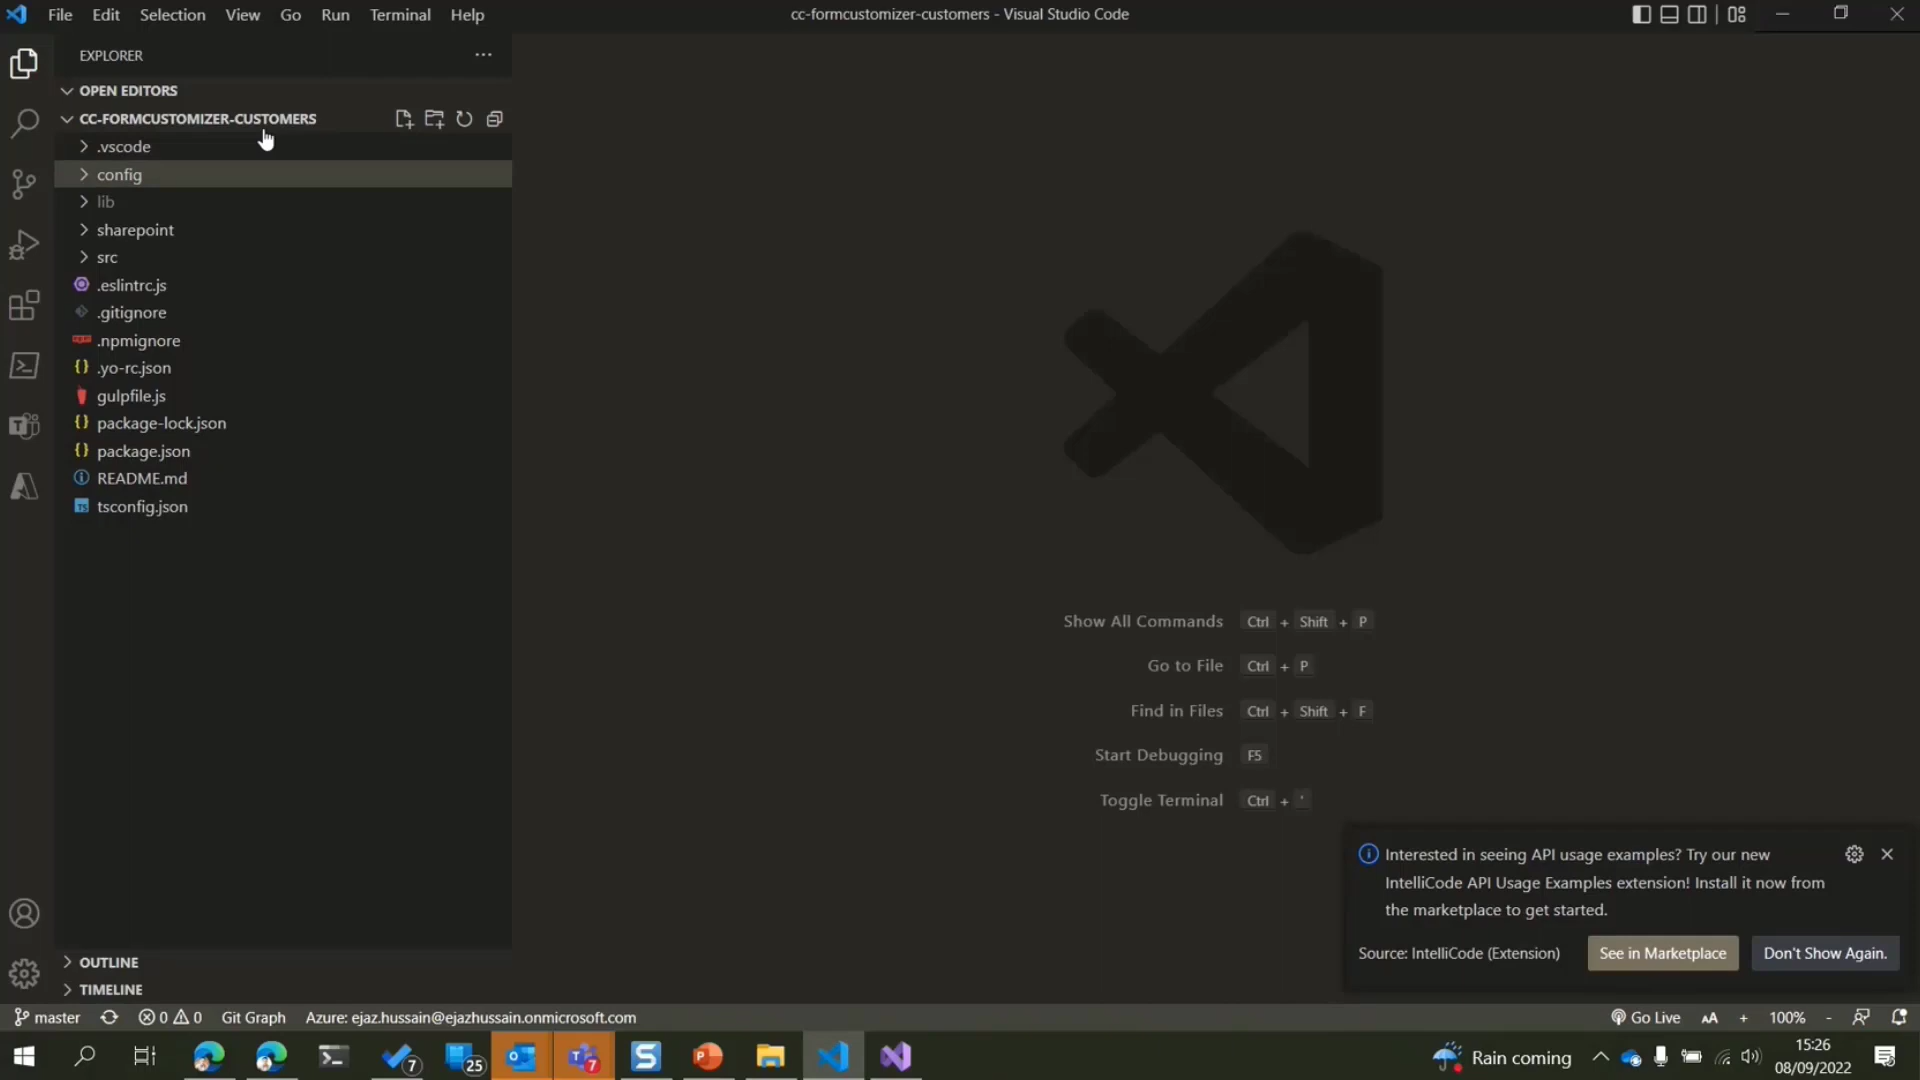 File Edit Selection View Go Run Terminal Help
cc-formcustomizer-customers - Visual Studio Code
EXPLORER
OPEN EDITORS
CC-FORMCUSTOMIZER-CUSTOMERS
.vscode
config
lib
sharepoint
src
.eslintrc.js
.gitignore
.npmignore
.yo-rc.json
gulpfile.js
package-lock.json
package.json
README.md
tsconfig.json
Show All Commands Ctrl + Shift + P
Go to File Ctrl + P
Find in Files Ctrl + Shift + F
Start Debugging F5
Toggle Terminal Ctrl + '
Interested in seeing API usage examples? Try our new
IntelliCode API Usage Examples extension! Install it now from
the marketplace to get started.
Source: IntelliCode (Extension) See in Marketplace Don't Show Again.
OUTLINE
TIMELINE
master 0 0 Git Graph Azure: ejaz.hussain@ejazhussain.onmicrosoft.com Go Live AA + 100% -
7 25 7 Rain coming 15:26
08/09/2022